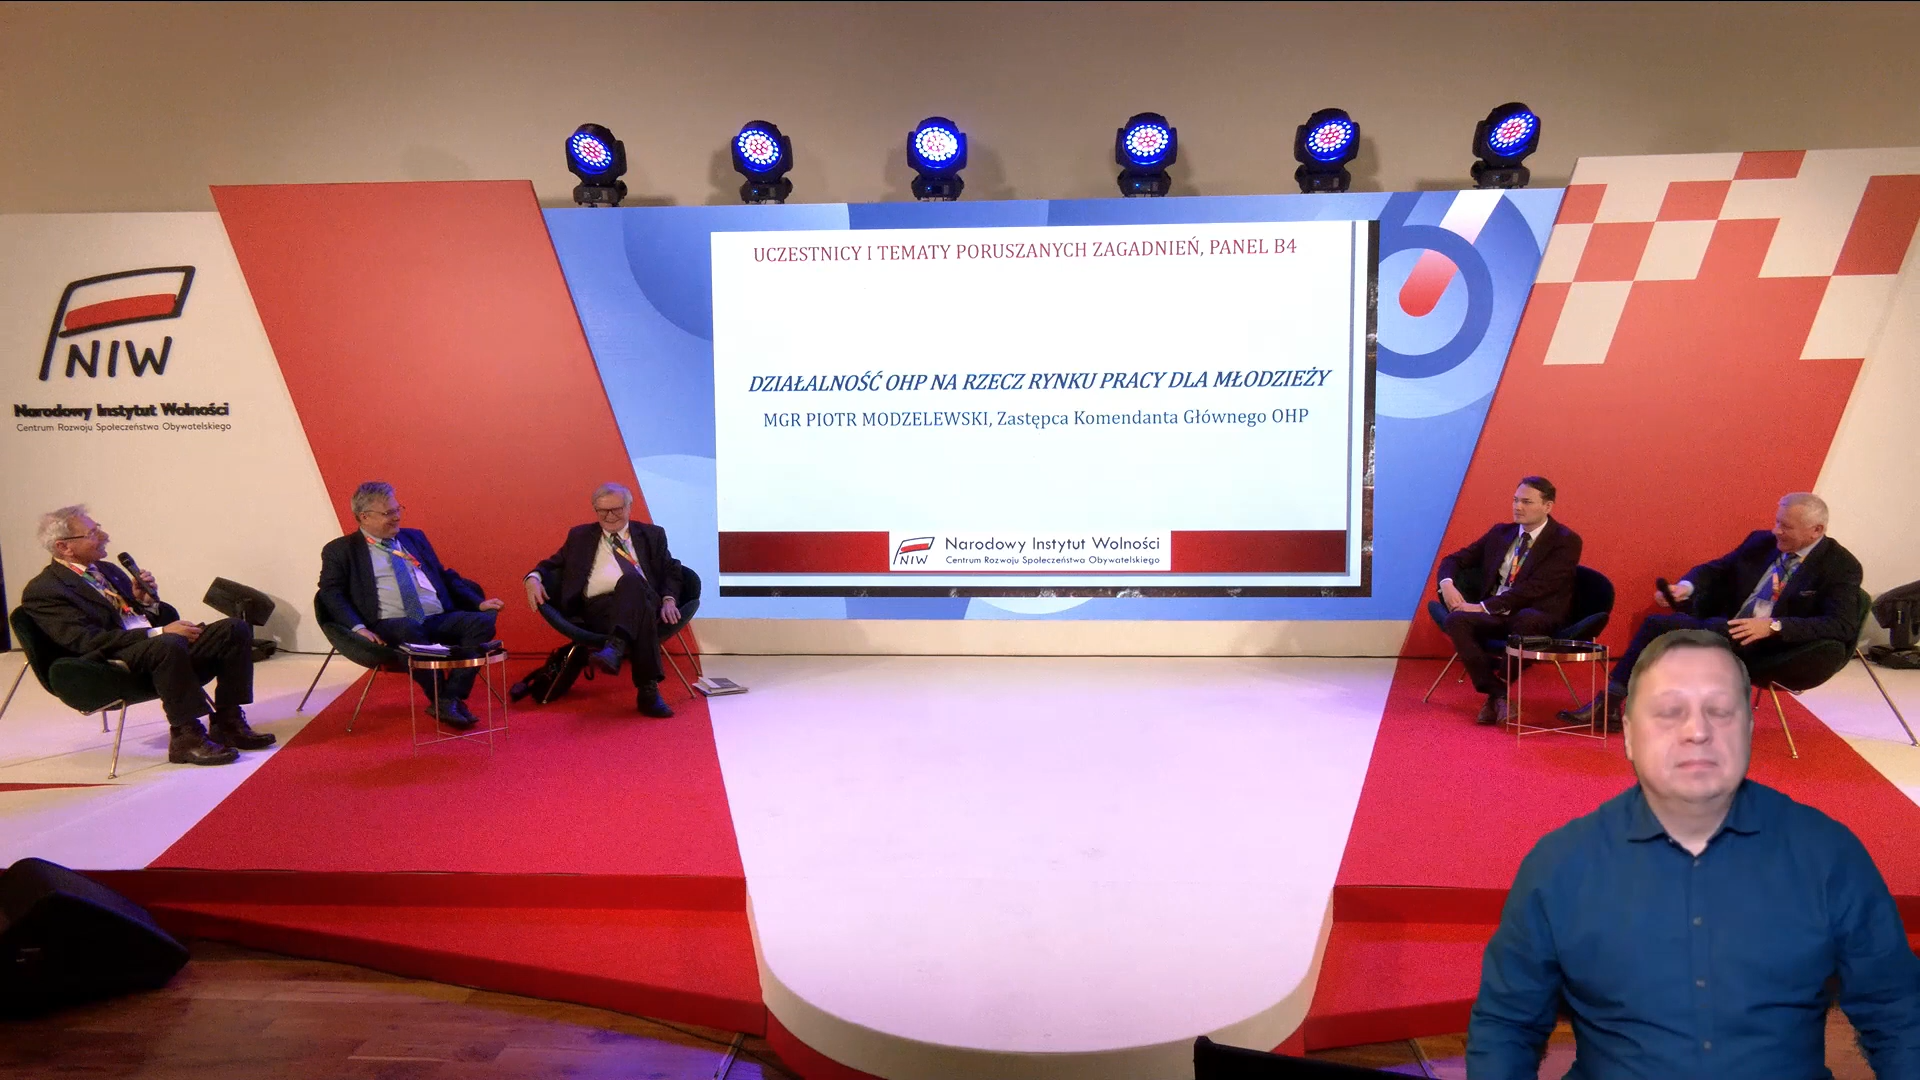 UCZESTNICY I TEMATY PORUSZANYCH ZAGADNIEŃ, PANEL B4
DZIAŁALNOŚĆ OHP NA RZECZ RYNKU PRACY DLA MŁODZIEŻY
MGR PIOTR MODZELEWSKI, Zastępca Komendanta Głównego OHP
NIW
Narodowy Instytut Wolności
Centrum Rozwoju Społeczeństwa Obywatelskiego
NIW
Narodowy Instytut Wolności
Centrum Rozwoju Społeczeństwa Obywatelskiego